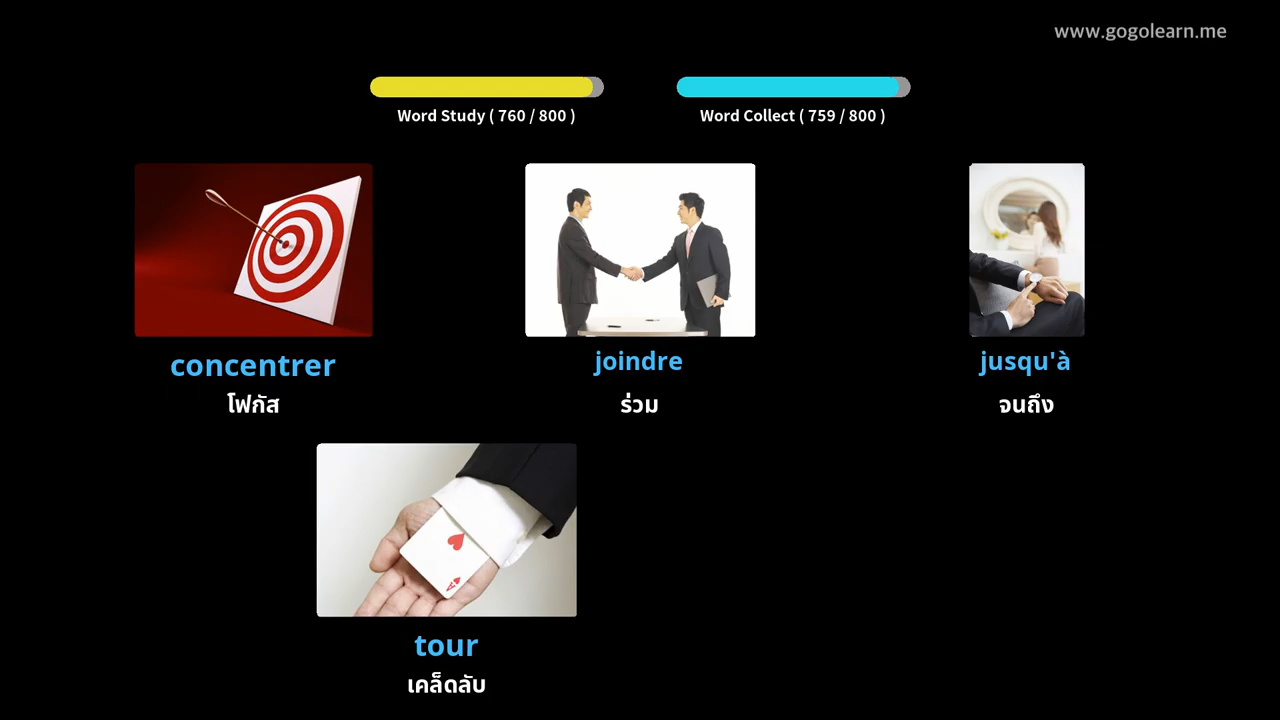 www.gogolearn.me
Word Study ( 760 / 800 )
Word Collect ( 759 / 800 )
concentrer
joindre
jusqu'à
โฟกัส
ร่วม
จนถึง
tour
เคล็ดลับ